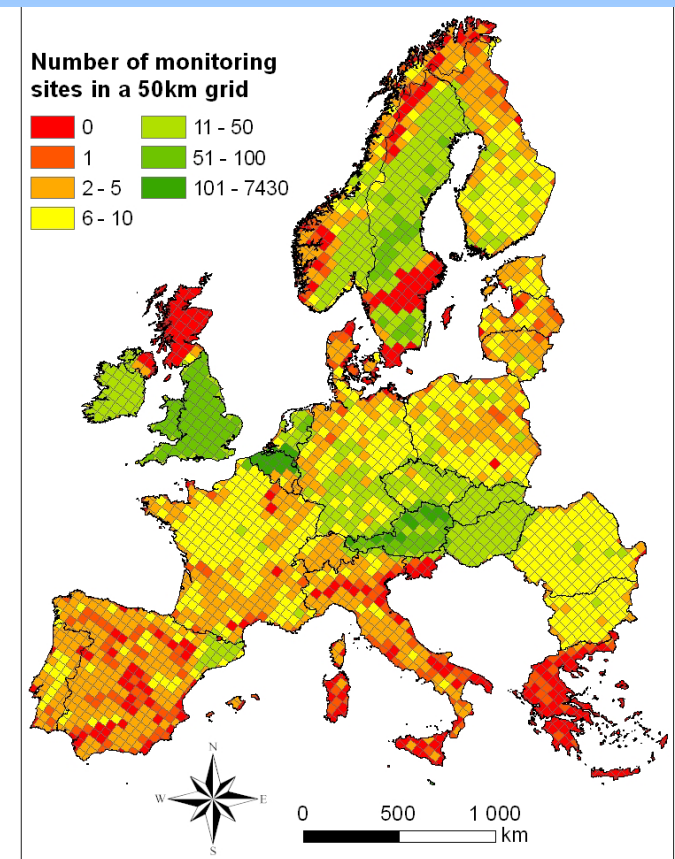 Number of monitoring
sites in a 50km grid
0
11 - 50
1
51 - 100
2 - 5
101 - 7430
6 - 10
N
W
E
S
0
500
1 000
km